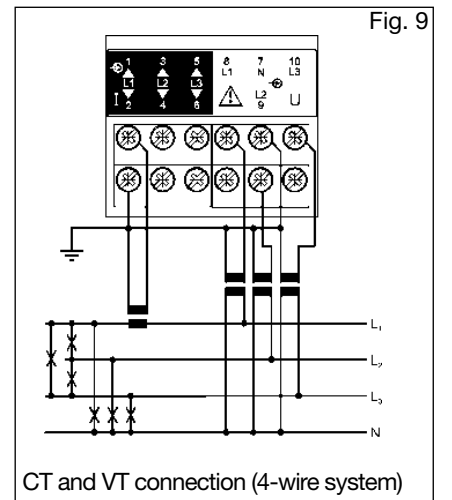 Fig. 9
1 3 5 8 7 10
L1 N L3
L1 L2 L3
I 2 4 6 L2 9 U
L1
L2
L3
N
CT and VT connection (4-wire system)